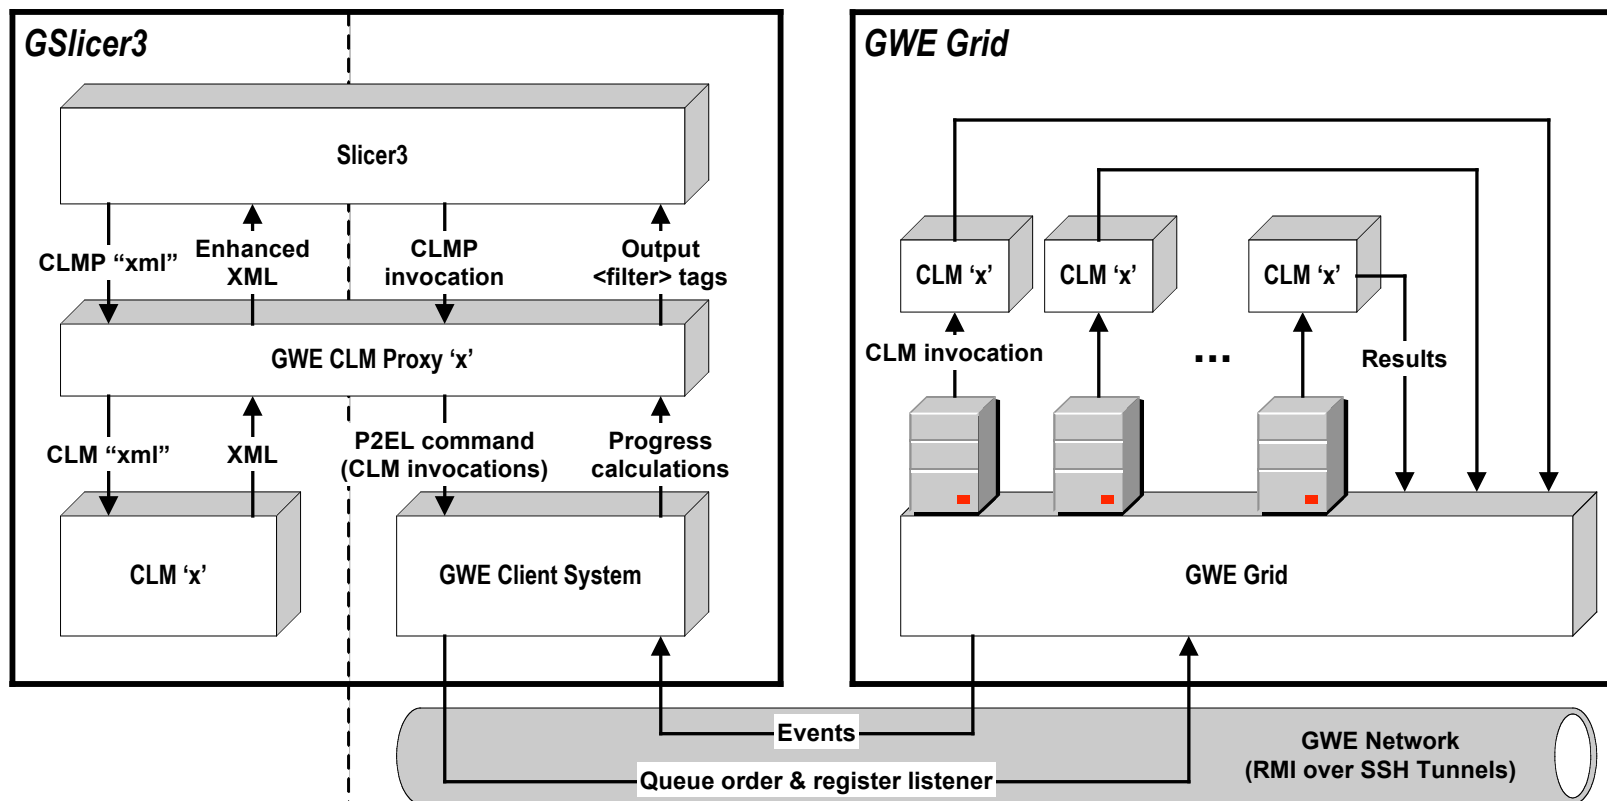 GSlicer3
Slicer3
CLMP “xml”
Enhanced
XML
CLMP
invocation
Output
<filter> tags
GWE CLM Proxy ‘x’
CLM “xml”
XML
P2EL command
(CLM invocations)
Progress
calculations
CLM ‘x’
GWE Client System
GWE Grid
CLM ‘x’
CLM ‘x’
CLM ‘x’
CLM invocation
...
Results
GWE Grid
Events
Queue order & register listener
GWE Network
(RMI over SSH Tunnels)